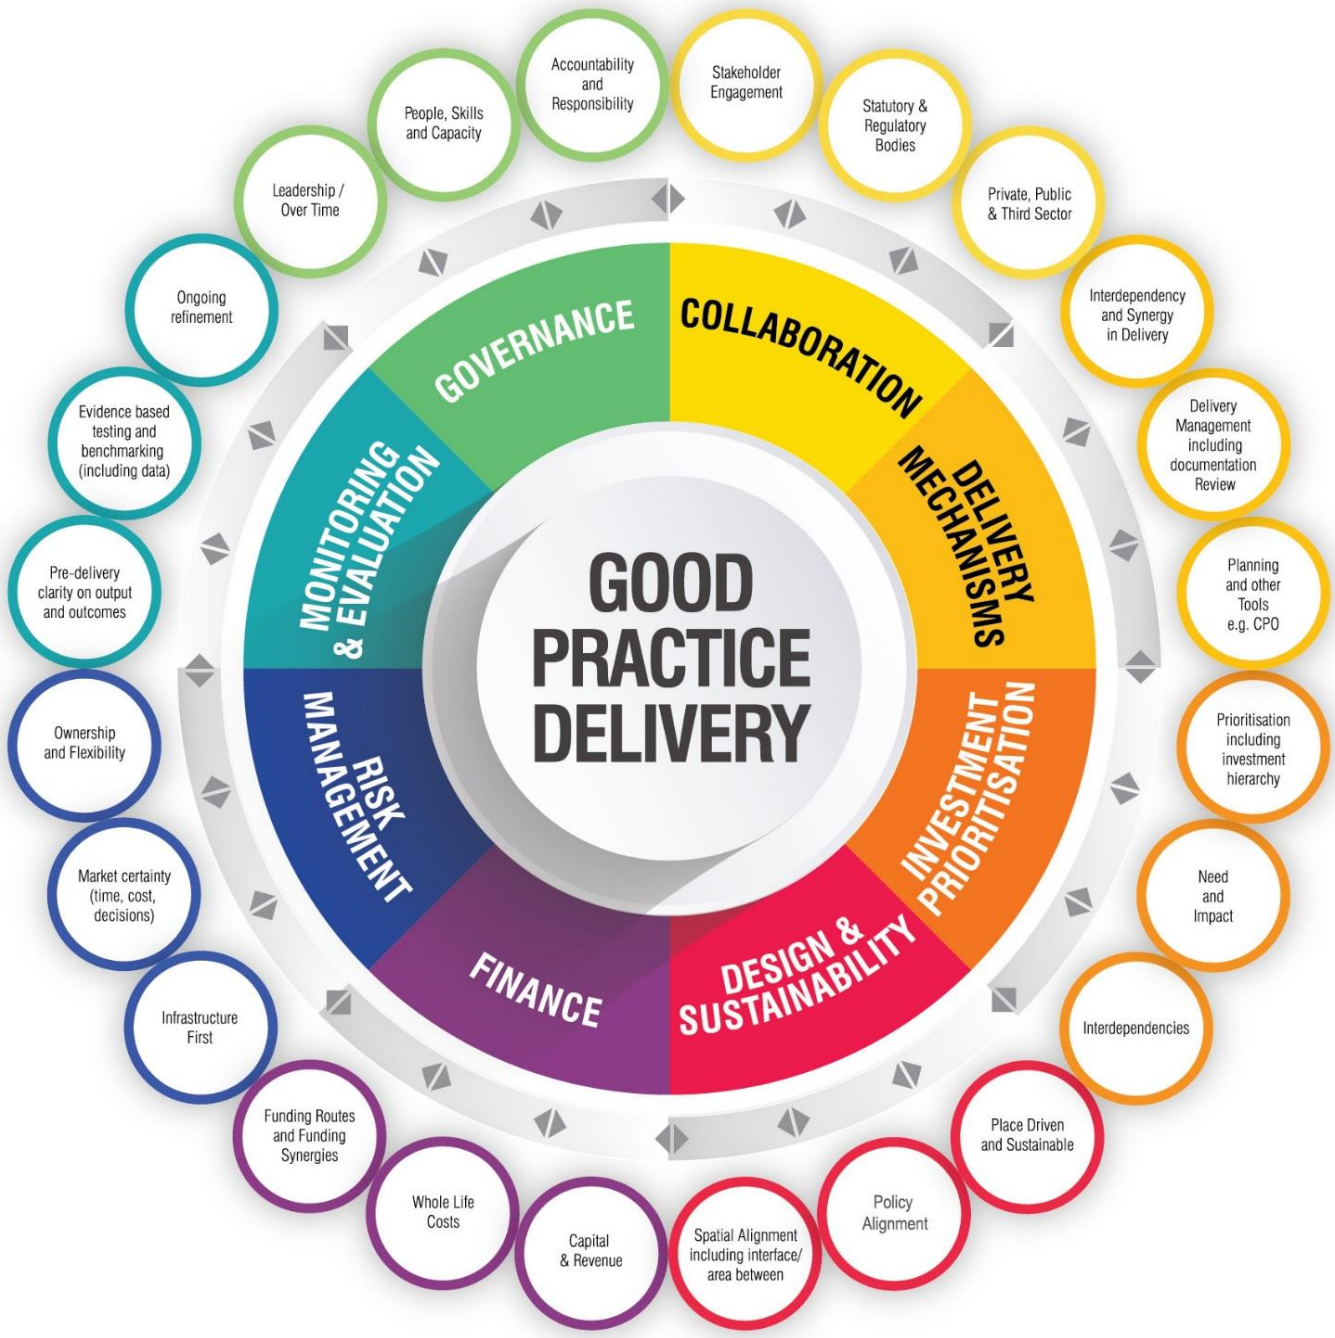 GOOD
PRACTICE
DELIVERY
COLLABORATION
DELIVERY
MECHANISMS
INVESTMENT
PRIORITISATION
DESIGN &
SUSTAINABILITY
FINANCE
RISK
MANAGEMENT
MONITORING
& EVALUATION
GOVERNANCE
Stakeholder
Engagement
Statutory &
Regulatory
Bodies
Private, Public
& Third Sector
Interdependency
and Synergy
in Delivery
Delivery
Management
including
documentation
Review
Planning
and other
Tools
e.g. CPO
Prioritisation
including
investment
hierarchy
Need
and
Impact
Interdependencies
Place Driven
and Sustainable
Policy
Alignment
Spatial Alignment
including interface/
area between
Capital
& Revenue
Whole Life
Costs
Funding Routes
and Funding
Synergies
Infrastructure
First
Market certainty
(time, cost,
decisions)
Ownership
and Flexibility
Pre-delivery
clarity on output
and outcomes
Evidence based
testing and
benchmarking
(including data)
Ongoing
refinement
Leadership /
Over Time
People, Skills
and Capacity
Accountability
and
Responsibility